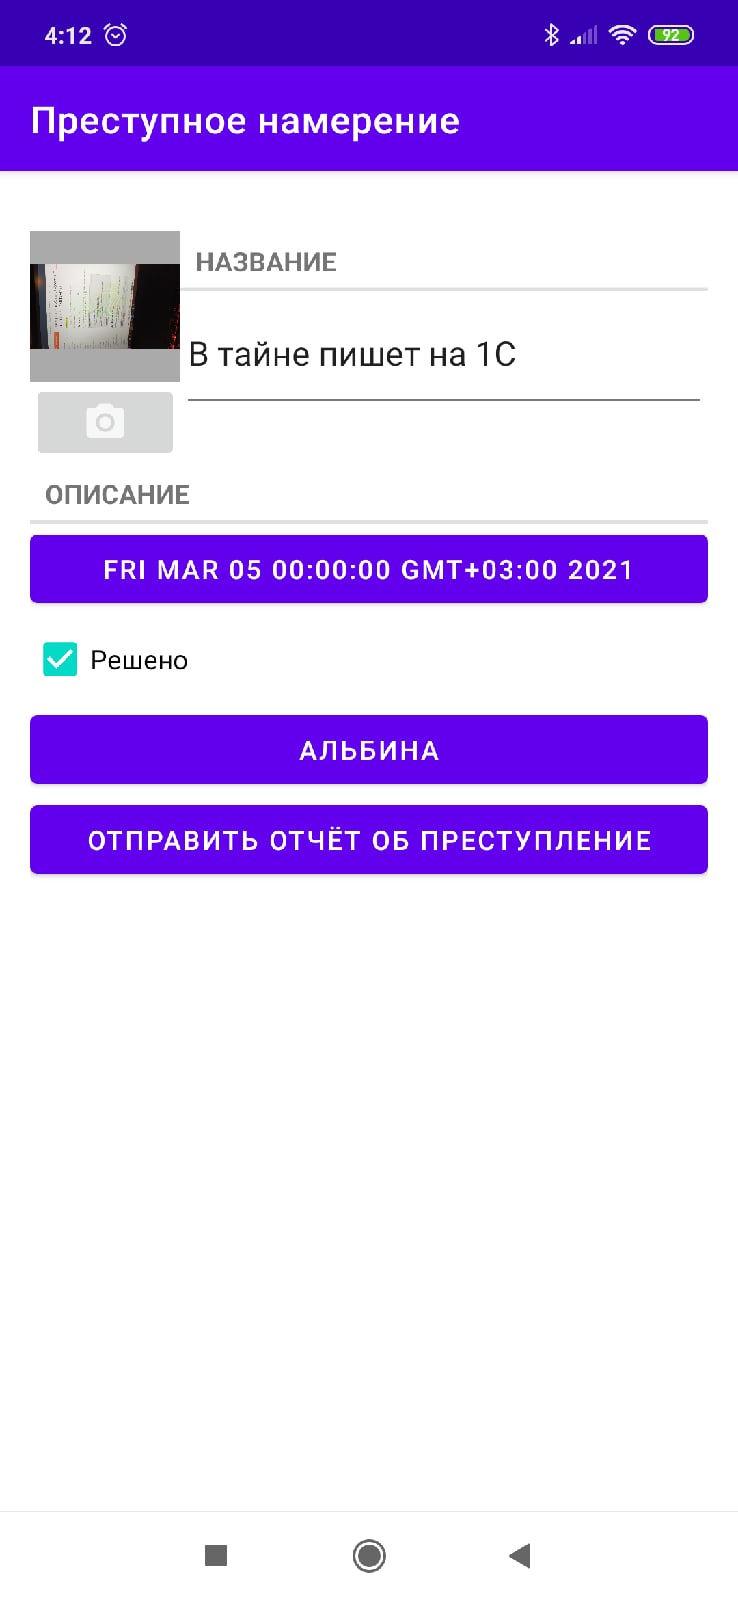 4:12
92
Преступное намерение
НАЗВАНИЕ
В тайне пишет на 1С
ОПИСАНИЕ
FRI MAR 05 00:00:00 GMT+03:00 2021
Решено
АЛЬБИНА
ОТПРАВИТЬ ОТЧЁТ ОБ ПРЕСТУПЛЕНИЕ